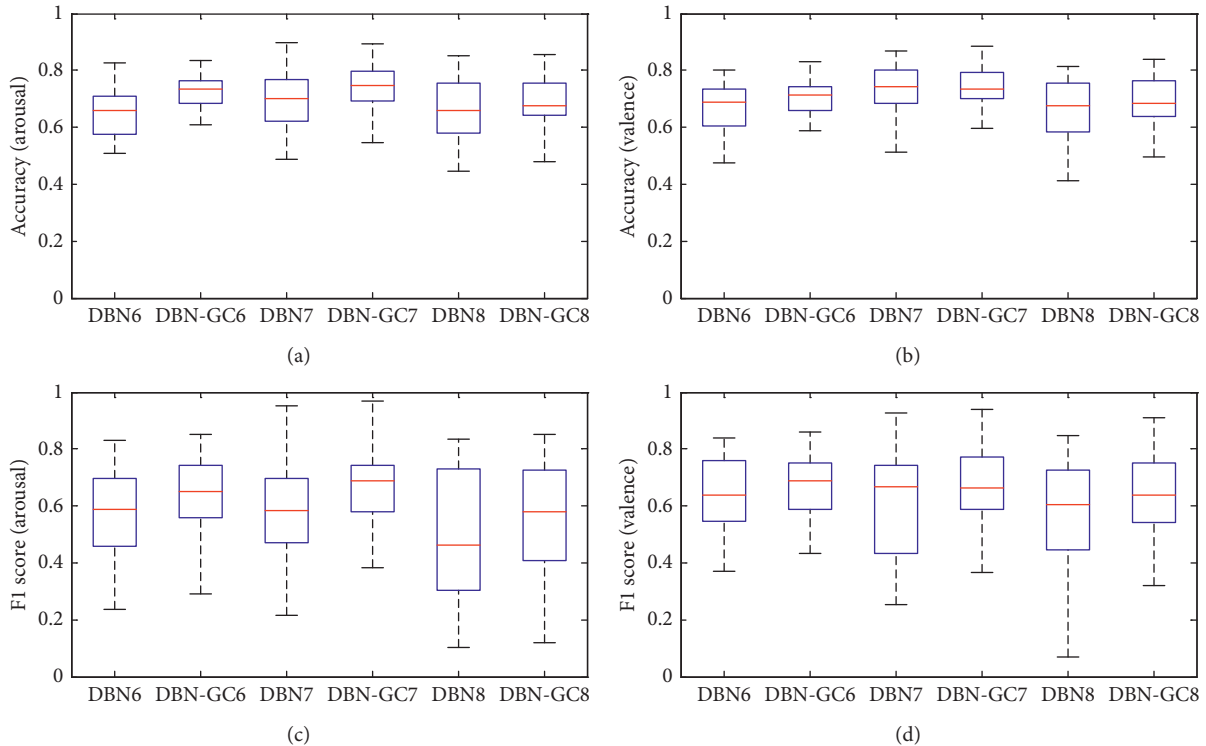 1
0.8
0.6
0.4
0.2
0
Accuracy (arousal)
DBN6 DBN-GC6 DBN7 DBN-GC7 DBN8 DBN-GC8
(a)
1
0.8
0.6
0.4
0.2
0
Accuracy (valence)
DBN6 DBN-GC6 DBN7 DBN-GC7 DBN8 DBN-GC8
(b)
1
0.8
0.6
0.4
0.2
0
F1 score (arousal)
DBN6 DBN-GC6 DBN7 DBN-GC7 DBN8 DBN-GC8
(c)
1
0.8
0.6
0.4
0.2
0
F1 score (valence)
DBN6 DBN-GC6 DBN7 DBN-GC7 DBN8 DBN-GC8
(d)